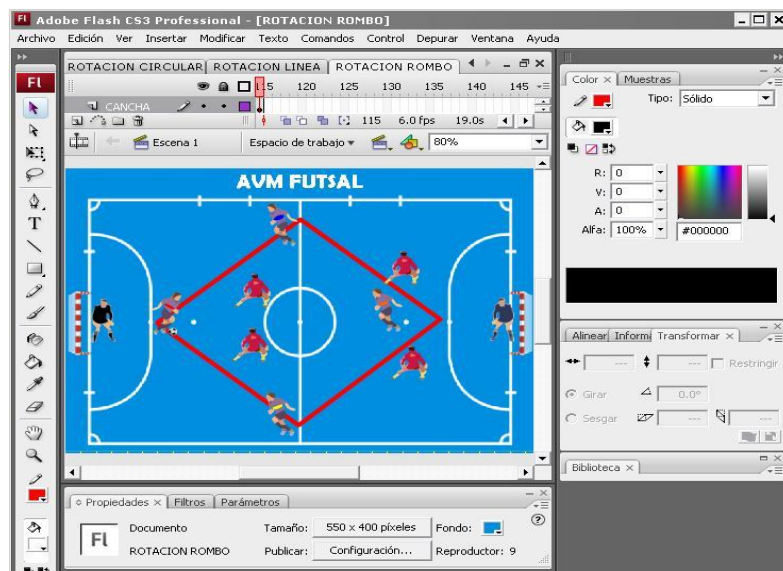 Adobe Flash CS3 Professional - [ROTACION ROMBO]
Archivo Edición Ver Insertar Modificar Texto Comandos Control Depurar Ventana Ayuda
ROTACION CIRCULAR ROTACION LINEA ROTACION ROMBO
115 120 125 130 135 140 145
CANCHA
115 6.0 fps 19.0s
Escena 1 Espacio de trabajo 80%
AVM FUTSAL
Propiedades × Filtros Parámetros
Fl Documento Tamaño: 550 x 400 píxeles Fondo:
ROTACION ROMBO Publicar: Configuración... Reproductor: 9
Fl
T
Color × Muestras
Tipo: Sólido
R: 0
V: 0
A: 0
Alfa: 100% #000000
Alinear Inform Transformar ×
--- --- Restringir
Girar 0.0°
Sesgar --- ---
Biblioteca ×